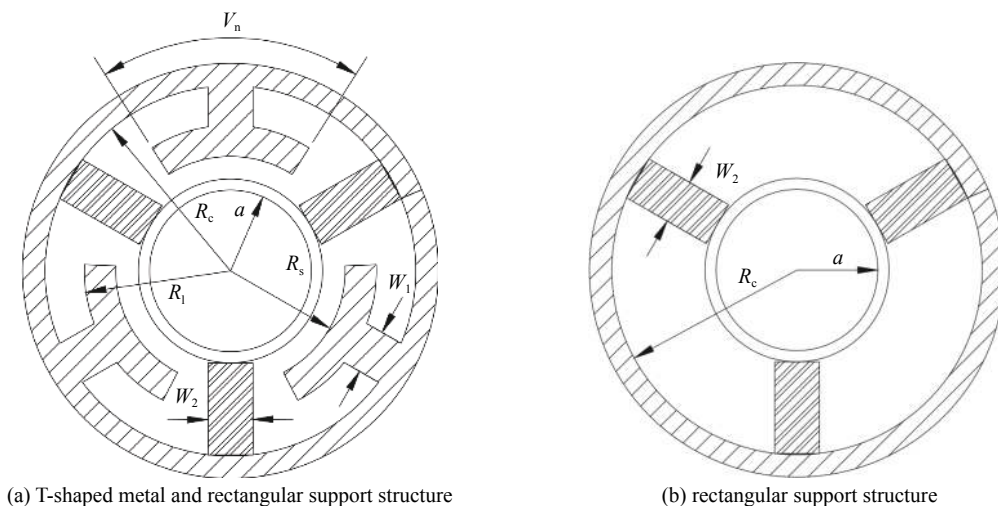 Vn
Rc
a
Rs
R1
W1
W2
(a) T-shaped metal and rectangular support structure
W2
a
Rc
(b) rectangular support structure